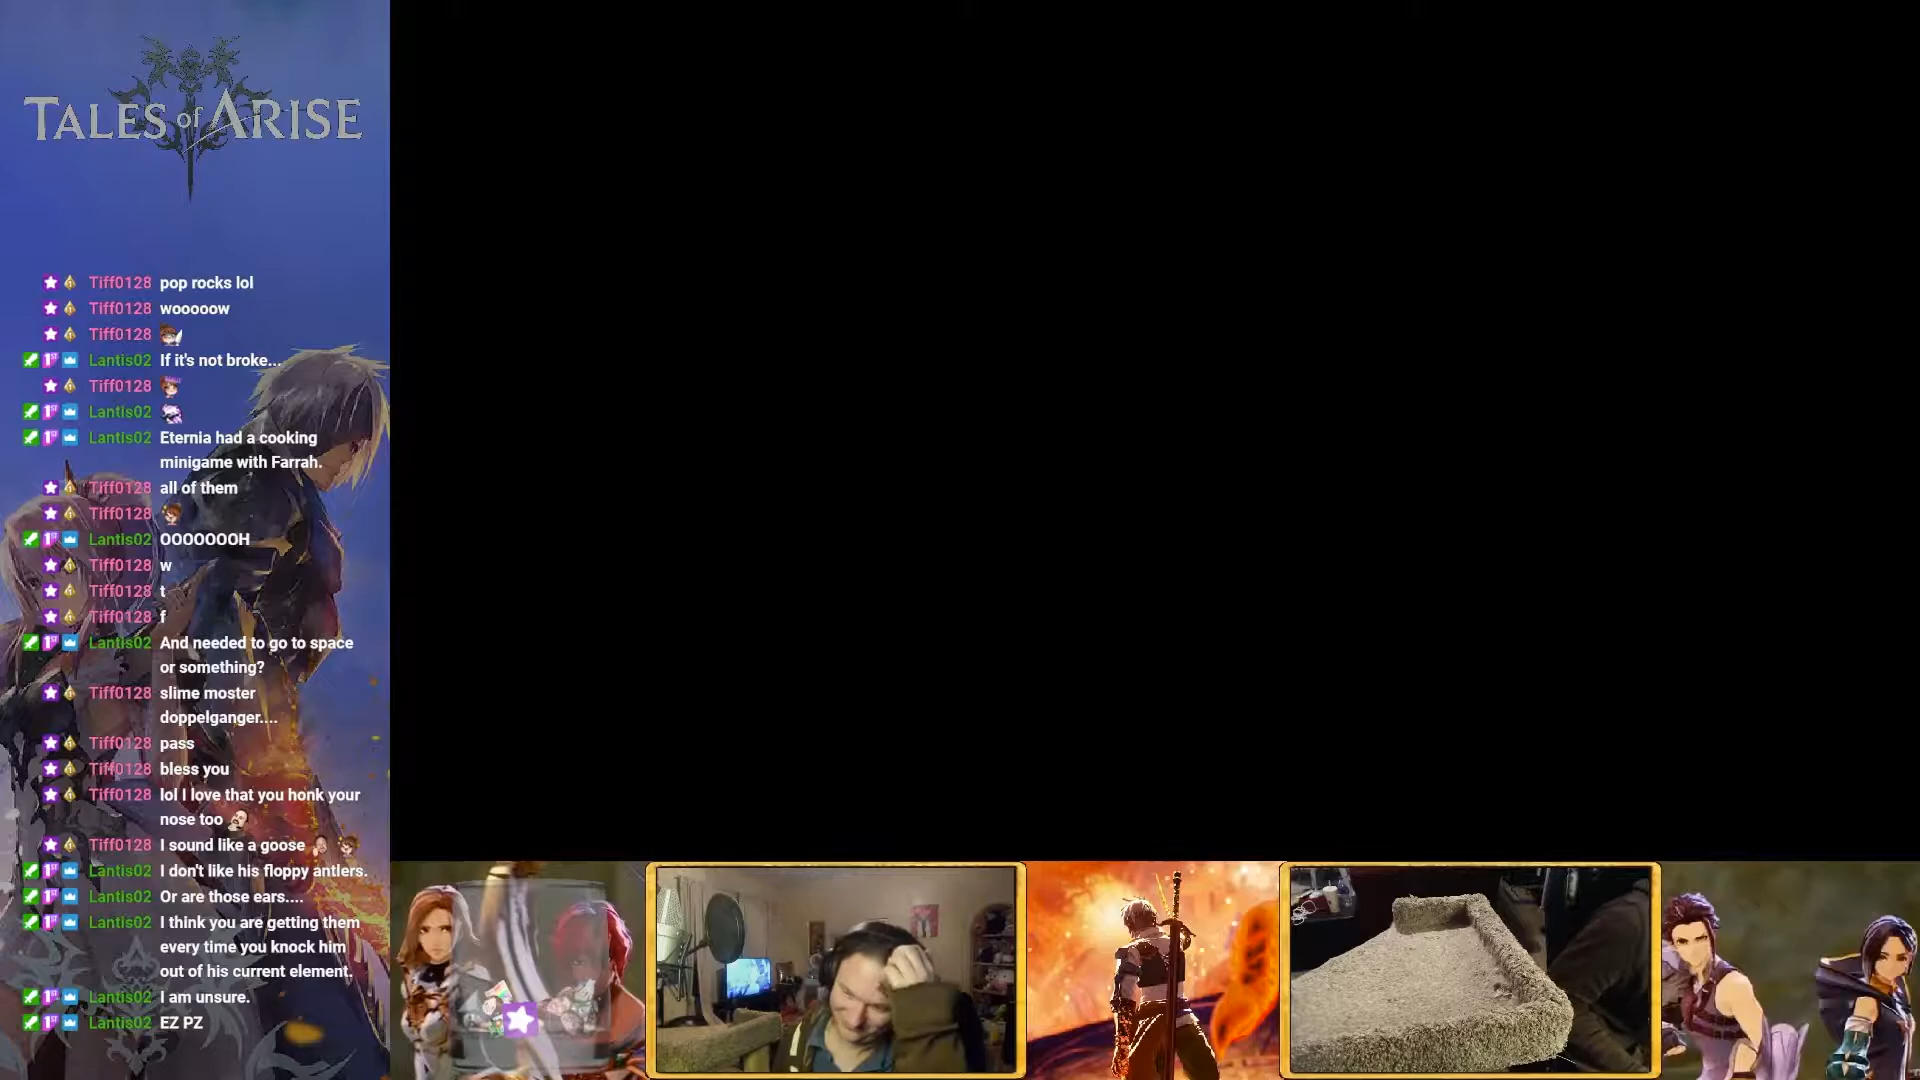 TALES of ARISE
Tiff0128 pop rocks lol
Tiff0128 wooooow
Tiff0128
Lantis02 If it's not broke...
Tiff0128
Lantis02
Lantis02 Eternia had a cooking
minigame with Farrah.
Tiff0128 all of them
Tiff0128
Lantis02 OOOOOOOH
Tiff0128 w
Tiff0128 t
Tiff0128 f
Lantis02 And needed to go to space
or something?
Tiff0128 slime moster
doppelganger....
Tiff0128 pass
Tiff0128 bless you
Tiff0128 lol I love that you honk your
nose too
Tiff0128 I sound like a goose
Lantis02 I don't like his floppy antlers.
Lantis02 Or are those ears....
Lantis02 I think you are getting them
every time you knock him
out of his current element.
Lantis02 I am unsure.
Lantis02 EZ PZ